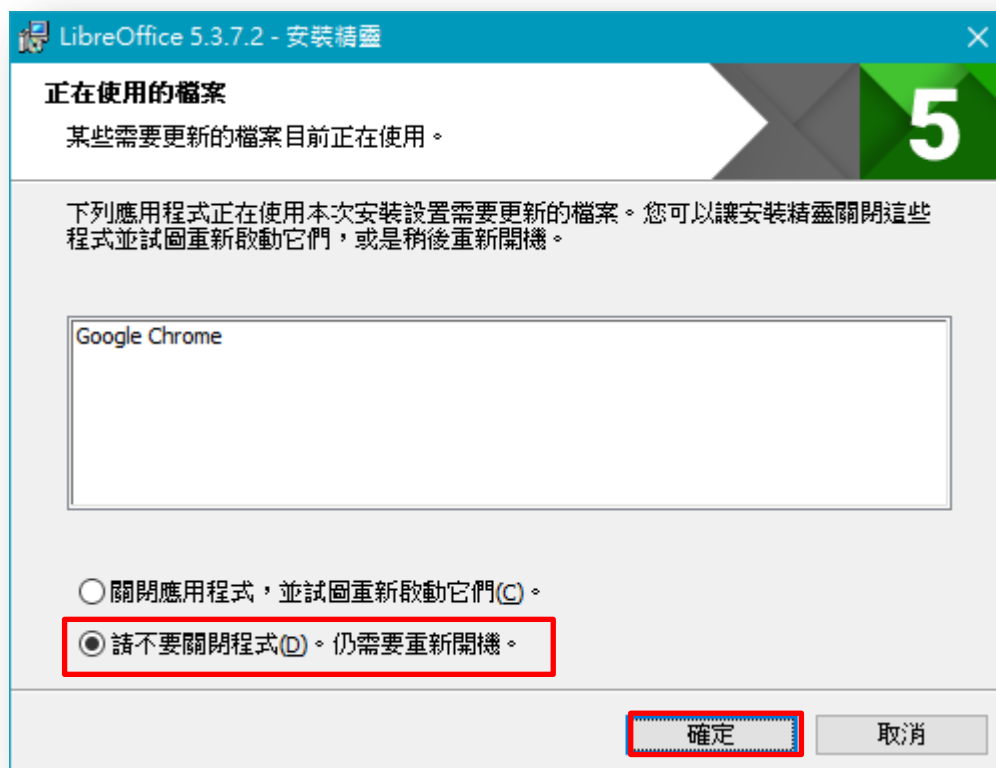 LibreOffice 5.3.7.2 - 安裝精靈
正在使用的檔案
某些需要更新的檔案目前正在使用。
5
下列應用程式正在使用本次安裝設置需要更新的檔案。您可以讓安裝精靈關閉這些
程式並試圖重新啟動它們，或是稍後重新開機。
Google Chrome
關閉應用程式，並試圖重新啟動它們(C)。
請不要關閉程式(D)。仍需要重新開機。
確定
取消